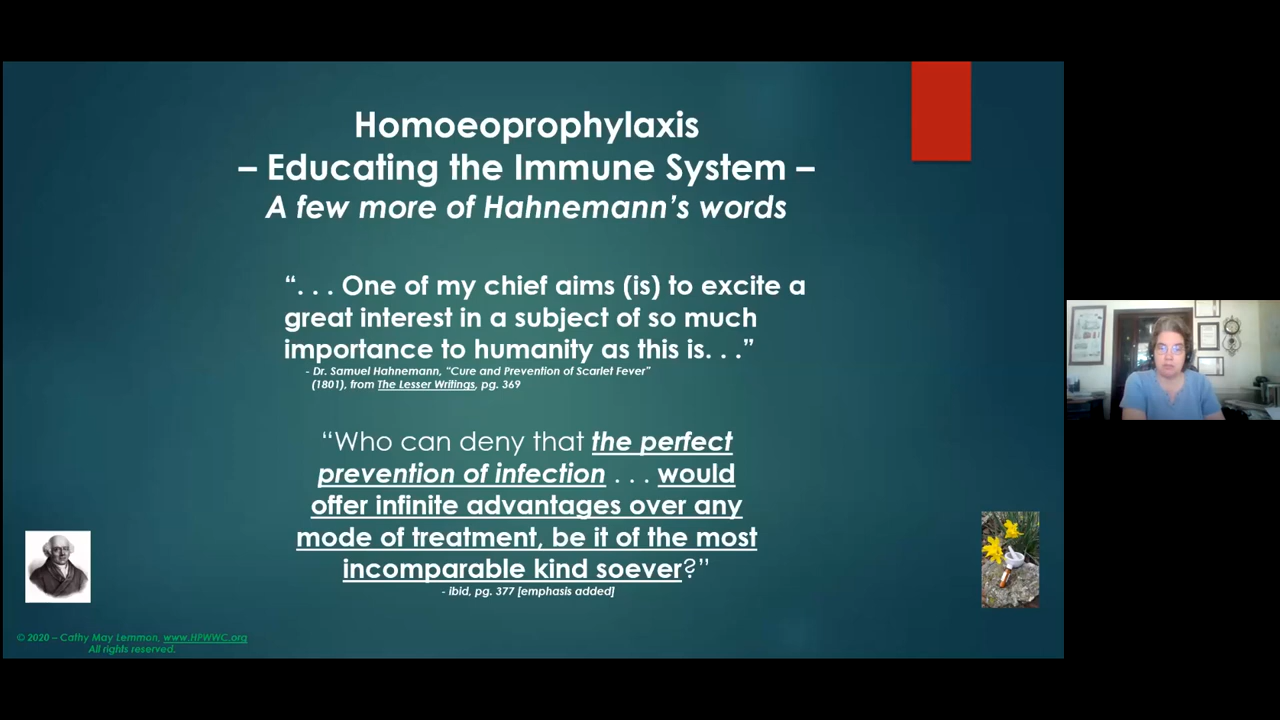 Homoeoprophylaxis
– Educating the Immune System –
A few more of Hahnemann’s words
“. . . One of my chief aims (is) to excite a
great interest in a subject of so much
importance to humanity as this is. . .”
- Dr. Samuel Hahnemann, “Cure and Prevention of Scarlet Fever”
(1801), from The Lesser Writings, pg. 369
“Who can deny that the perfect
prevention of infection . . . would
offer infinite advantages over any
mode of treatment, be it of the most
incomparable kind soever?”
- ibid, pg. 377 [emphasis added]
© 2020 – Cathy May Lemmon, www.HPWWC.org
All rights reserved.